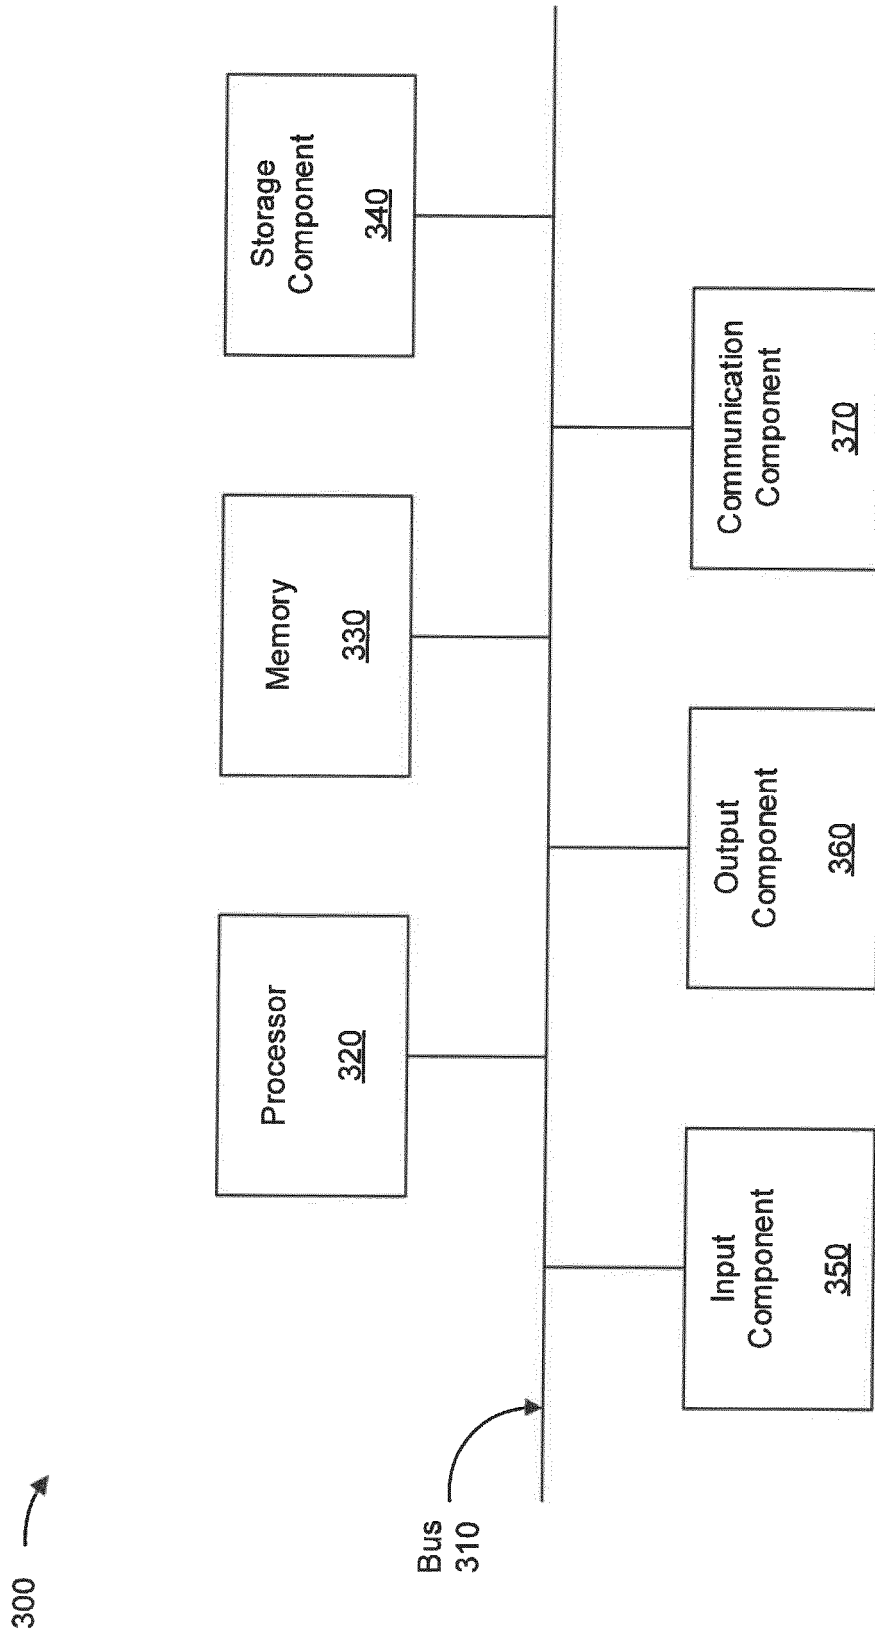 300
Processor
320
Memory
330
Storage
Component
340
Bus
310
Input
Component
350
Output
Component
360
Communication
Component
370